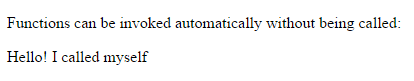 Functions can be invoked automatically without being called:
Hello! I called myself